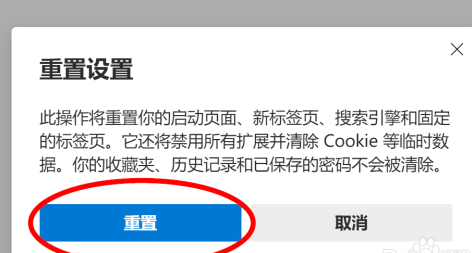 重置设置
此操作将重置你的启动页面、新标签页、搜索引擎和固定
的标签页。它还将禁用所有扩展并清除 Cookie 等临时数
据。你的收藏夹、历史记录和已保存的密码不会被清除。
重置 取消